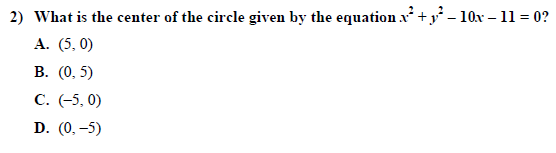 2) What is the center of the circle given by the equation x² + y² – 10x – 11 = 0?
A. (5, 0)
B. (0, 5)
C. (–5, 0)
D. (0, –5)